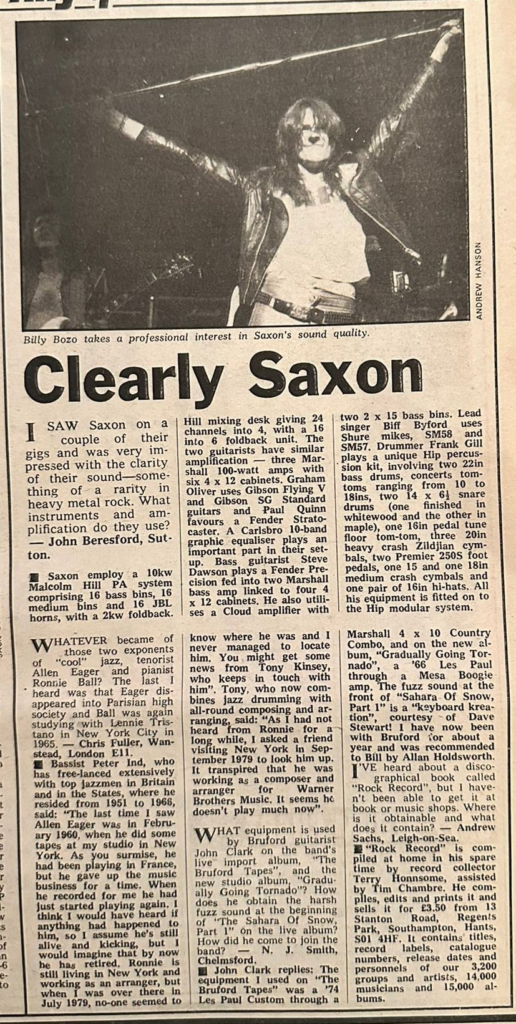 ANDREW HANSON
Billy Bozo takes a professional interest in Saxon's sound quality.
Clearly Saxon
I SAW Saxon on a
couple of their
gigs and was very im-
pressed with the clarity
of their sound—some-
thing of a rarity in
heavy metal rock. What
instruments and am-
plification do they use?
— John Beresford, Sut-
ton.
■ Saxon employ a 10kw
Malcolm Hill PA system
comprising 16 bass bins, 16
medium bins and 16 JBL
horns, with a 2kw foldback.
Hill mixing desk giving 24
channels into 4, with a 16
into 6 foldback unit. The
two guitarists have similar
amplification — three Mar-
shall 100-watt amps with
six 4 x 12 cabinets. Graham
Oliver uses Gibson Flying V
and Gibson SG Standard
guitars and Paul Quinn
favours a Fender Strato-
caster. A Carlsbro 10-band
graphic equaliser plays an
important part in their set-
up. Bass guitarist Steve
Dawson plays a Fender Pre-
cision fed into two Marshall
bass amp linked to four 4
x 12 cabinets. He also utilis-
es a Cloud amplifier with
two 2 x 15 bass bins. Lead
singer Biff Byford uses
Shure mikes, SM58 and
SM57. Drummer Frank Gill
plays a unique Hip percus-
sion kit, involving two 22in
bass drums, concerts tom-
toms ranging from 10 to
18ins, two 14 x 6½ snare
drums (one finished in
whitewood and the other in
maple), one 16in pedal tune
floor tom-tom, three 20in
heavy crash Zildjian cym-
bals, two Premier 250S foot
pedals, one 15 and one 18in
medium crash cymbals and
one pair of 16in hi-hats. All
his equipment is fitted on to
the Hip modular system.
WHATEVER became of
those two exponents
of "cool" jazz, tenorist
Allen Eager and pianist
Ronnie Ball? The last I
heard was that Eager dis-
appeared into Parisian high
society and Ball was again
studying with Lennie Tris-
tano in New York City in
1965. — Chris Fuller, Wan-
stead, London E11.
■ Bassist Peter Ind, who
has free-lanced extensively
with top jazzmen in Britain
and in the States, where he
resided from 1951 to 1966,
said: "The last time I saw
Allen Eager was in Febru-
ary 1960, when he did some
tapes at my studio in New
York. As you surmise, he
had been playing in France,
but he gave up the music
business for a time. When
he recorded for me he had
just started playing again. I
think I would have heard if
anything had happened to
him, so I assume he's still
alive and kicking, but I
would imagine that by now
he has retired. Ronnie is
still living in New York and
working as an arranger, but
when I was over there in
July 1979, no-one seemed to
know where he was and I
never managed to locate
him. You might get some
news from Tony Kinsey,
who keeps in touch with
him". Tony, who now com-
bines jazz drumming with
all-round composing and ar-
ranging, said: "As I had not
heard from Ronnie for a
long while, I asked a friend
visiting New York in Sep-
tember 1979 to look him up.
It transpired that he was
working as a composer and
arranger for Warner
Brothers Music. It seems he
doesn't play much now".
WHAT equipment is used
by Bruford guitarist
John Clark on the band's
live import album, "The
Bruford Tapes", and the
new studio album, "Gradu-
ally Going Tornado"? How
does he obtain the harsh
fuzz sound at the beginning
of "The Sahara Of Snow,
Part 1" on the live album?
How did he come to join the
band? — N. J. Smith,
Chelmsford.
■ John Clark replies: The
equipment I used on "The
Bruford Tapes" was a '74
Les Paul Custom through a
Marshall 4 x 10 Country
Combo, and on the new al-
bum, "Gradually Going Tor-
nado", a '66 Les Paul
through a Mesa Boogie
amp. The fuzz sound at the
front of "Sahara Of Snow,
Part 1" is a "keyboard krea-
tion", courtesy of Dave
Stewart! I have now been
with Bruford for about a
year and was recommended
to Bill by Allan Holdsworth.
I'VE heard about a disco-
graphical book called
"Rock Record", but I hav-
en't been able to get it at
book or music shops. Where
is it obtainable and what
does it contain? — Andrew
Sachs, Leigh-on-Sea.
■ "Rock Record" is com-
piled at home in his spare
time by record collector
Terry Hounsome, assisted
by Tim Chambre. He com-
piles, edits and prints it and
sells it for £3.50 from 13
Stanton Road, Regents
Park, Southampton, Hants,
SO1 4HF. It contains titles,
record labels, catalogue
numbers, release dates and
personnels of our 3,200
groups and artists, 14,000
musicians and 15,000 al-
bums.